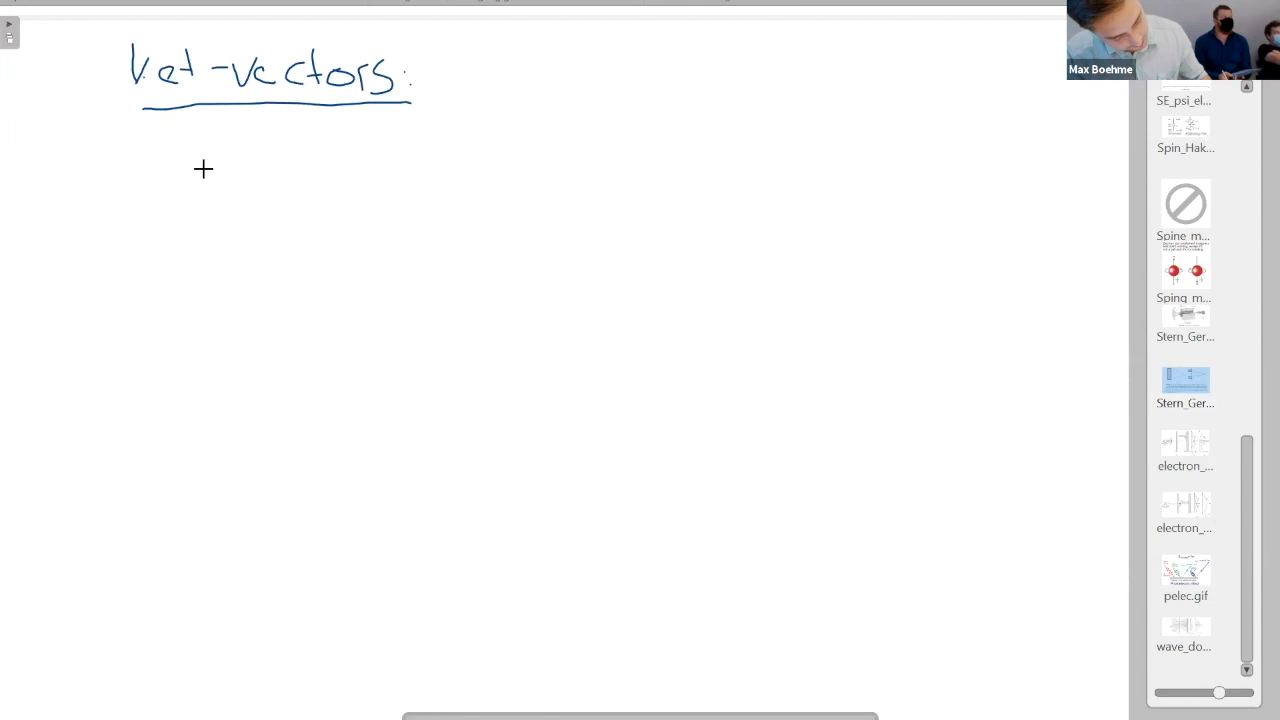 Ket-vectors.
Max Boehme
SE_psi_el...
Spin_Hak...
Spine_m...
Sping_m...
Stern_Ger...
Stern_Ger...
electron_...
electron_...
pelec.gif
wave_do...